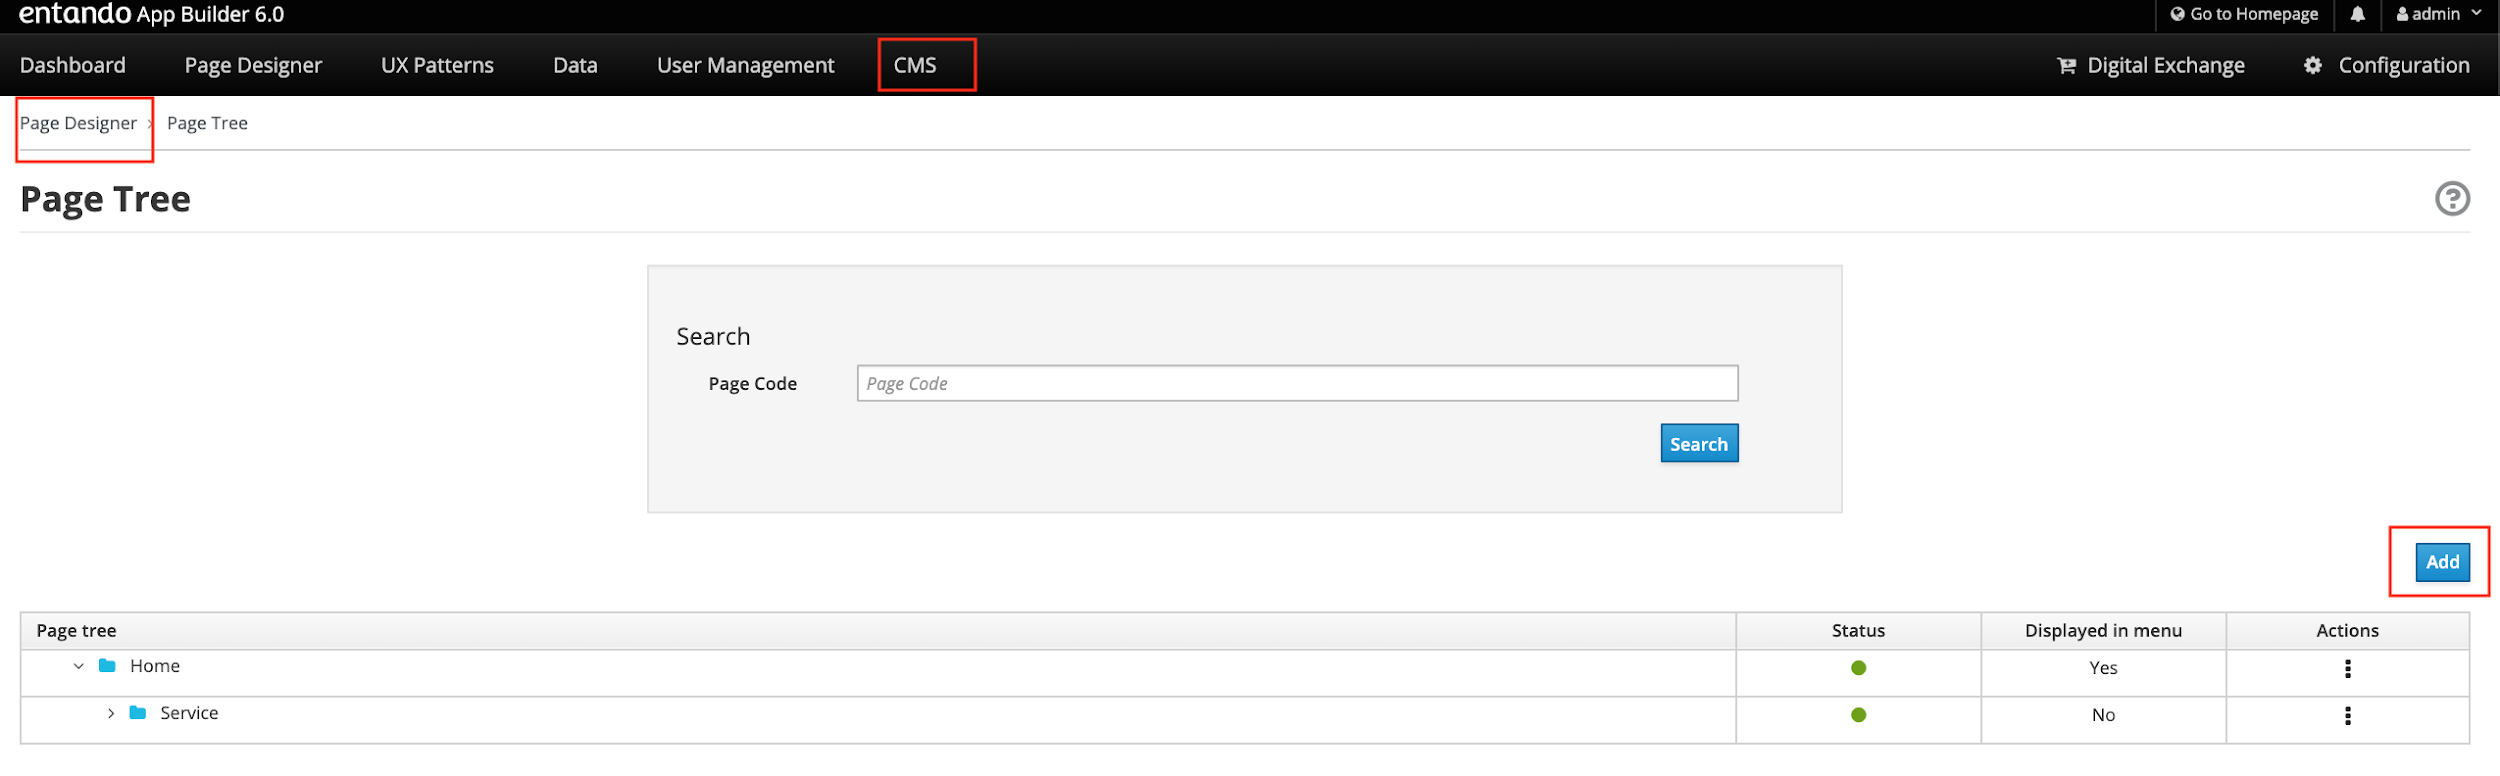 entando App Builder 6.0 Go to Homepage admin
Dashboard Page Designer UX Patterns Data User Management CMS Digital Exchange Configuration
Page Designer › Page Tree
Page Tree
Search
Page Code Page Code
Search
Add
Page tree Status Displayed in menu Actions
Home Yes
Service No